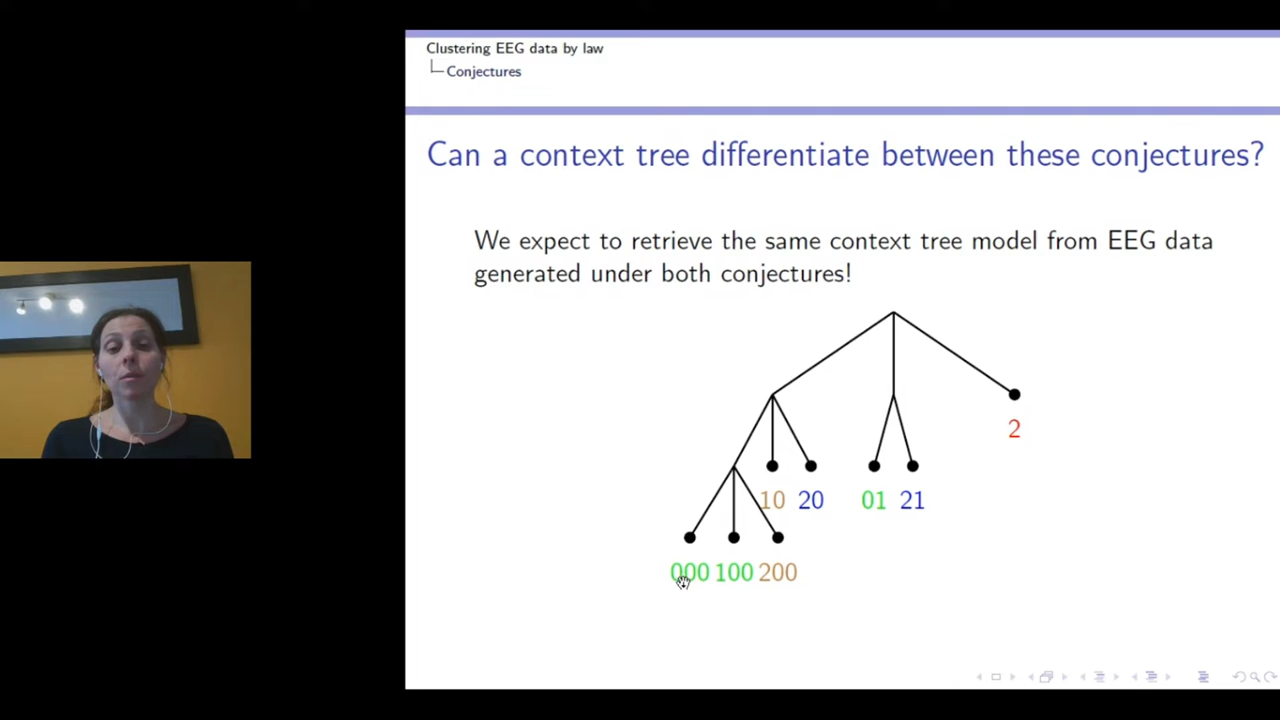 Clustering EEG data by law
Conjectures
Can a context tree differentiate between these conjectures?
We expect to retrieve the same context tree model from EEG data
generated under both conjectures!
2
10 20 01 21
000 100 200